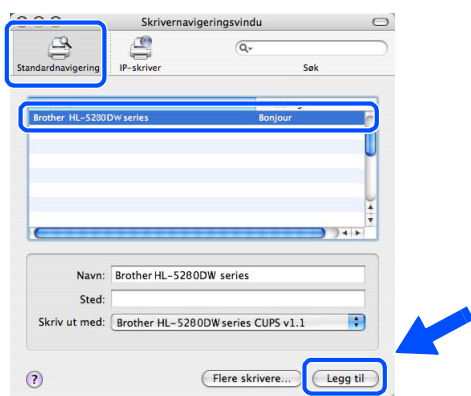 Skrivernavigeringsvindu
Standardnavigering IP-skriver Søk
Brother HL-5280DW series Bonjour
Navn: Brother HL-5280DW series
Sted:
Skriv ut med: Brother HL-5280DW series CUPS v1.1
? Flere skrivere... Legg til